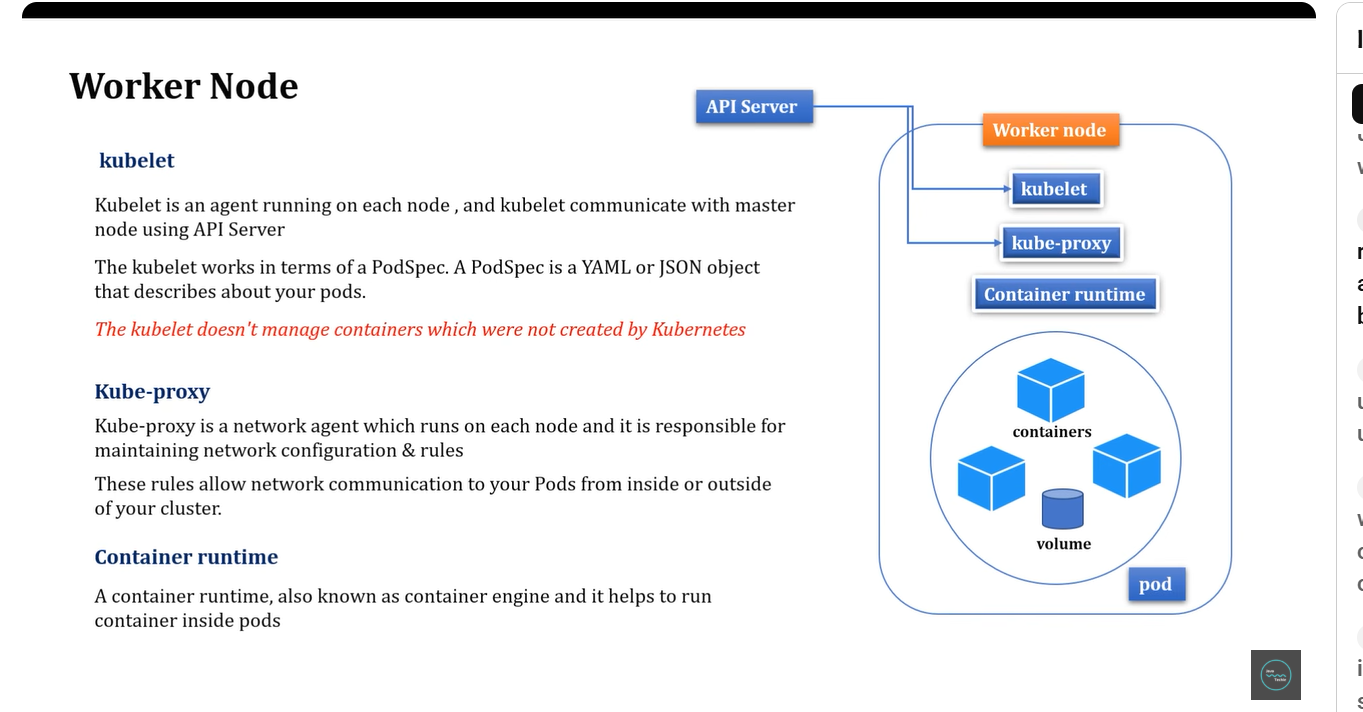 Worker Node
kubelet
Kubelet is an agent running on each node , and kubelet communicate with master
node using API Server
The kubelet works in terms of a PodSpec. A PodSpec is a YAML or JSON object
that describes about your pods.
The kubelet doesn't manage containers which were not created by Kubernetes
Kube-proxy
Kube-proxy is a network agent which runs on each node and it is responsible for
maintaining network configuration & rules
These rules allow network communication to your Pods from inside or outside
of your cluster.
Container runtime
A container runtime, also known as container engine and it helps to run
container inside pods
API Server
Worker node
kubelet
kube-proxy
Container runtime
containers
volume
pod